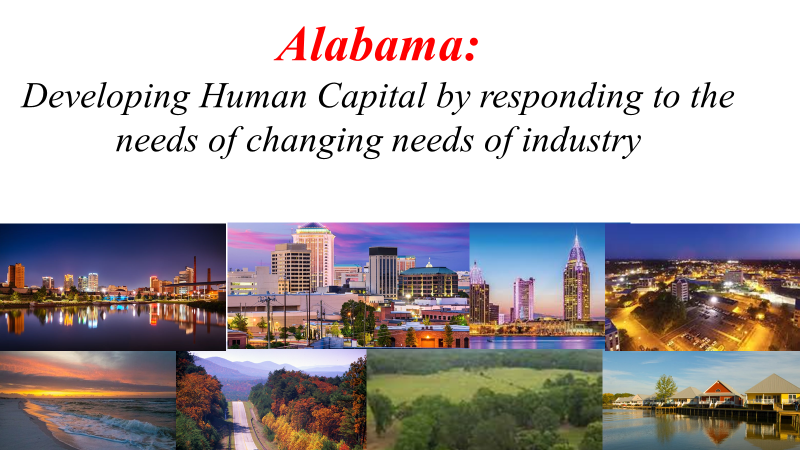 Alabama:
Developing Human Capital by responding to the
needs of changing needs of industry